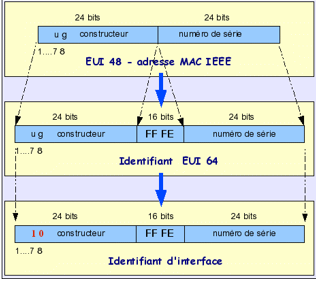 24 bits 24 bits
u g constructeur numéro de série
1....7 8
EUI 48 - adresse MAC IEEE
24 bits 16 bits 24 bits
u g constructeur FF FE numéro de série
1....7 8
Identifiant EUI 64
24 bits 16 bits 24 bits
1 0 constructeur FF FE numéro de série
1....7 8
Identifiant d'interface